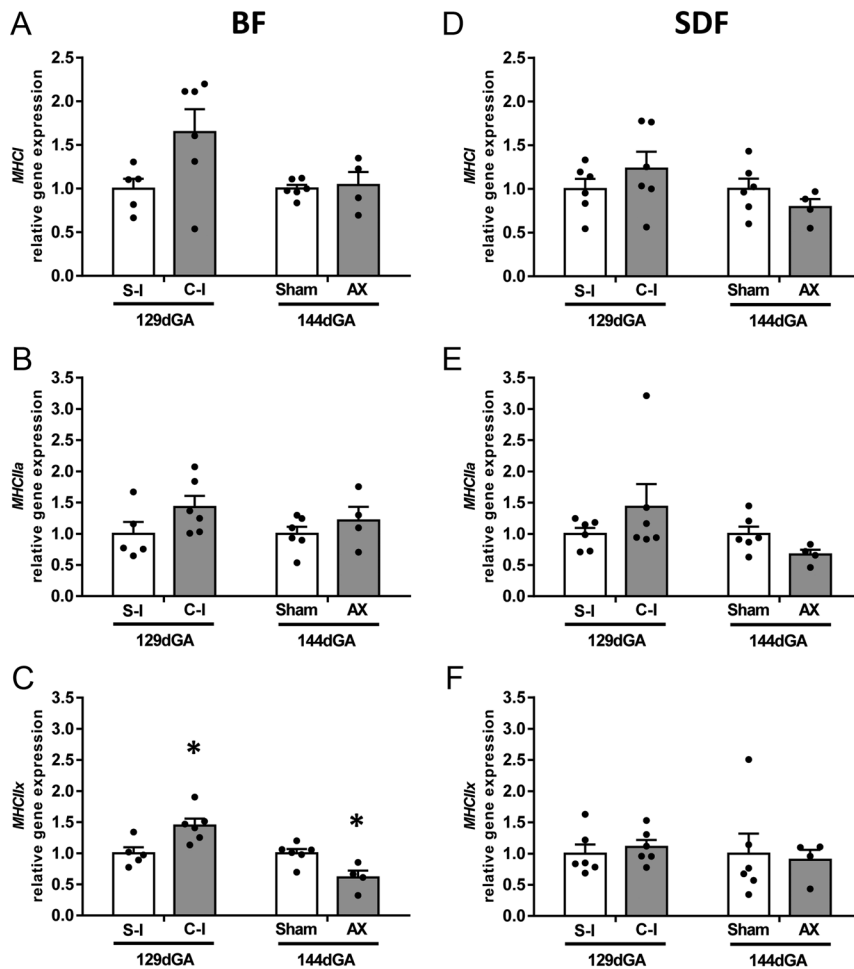 A BF
MHCI
relative gene expression
2.5
2.0
1.5
1.0
0.5
0.0
S-I C-I Sham AX
129dGA 144dGA
D SDF
MHCI
relative gene expression
2.5
2.0
1.5
1.0
0.5
0.0
S-I C-I Sham AX
129dGA 144dGA
B
MHCIIa
relative gene expression
3.5
3.0
2.5
2.0
1.5
1.0
0.5
0.0
S-I C-I Sham AX
129dGA 144dGA
E
MHCIIa
relative gene expression
3.5
3.0
2.5
2.0
1.5
1.0
0.5
0.0
S-I C-I Sham AX
129dGA 144dGA
C
MHCIIx
relative gene expression
3.5
3.0
2.5
2.0
1.5
1.0
0.5
0.0
*
*
S-I C-I Sham AX
129dGA 144dGA
F
MHCIIx
relative gene expression
3.5
3.0
2.5
2.0
1.5
1.0
0.5
0.0
S-I C-I Sham AX
129dGA 144dGA